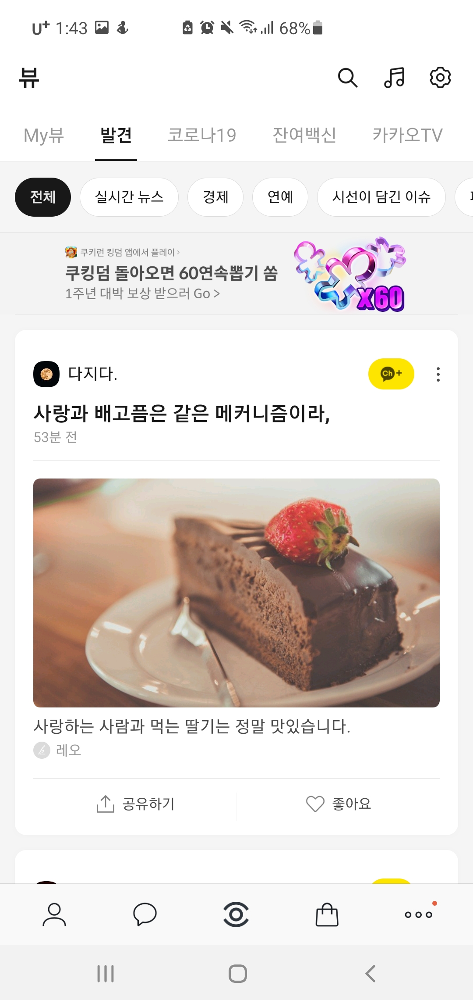 U+ 1:43 68%
뷰
My뷰 발견 코로나19 잔여백신 카카오TV
전체 실시간 뉴스 경제 연예 시선이 담긴 이슈
쿠키런 킹덤 앱에서 플레이 >
쿠킹덤 돌아오면 60연속뽑기 쏨
1주년 대박 보상 받으러 Go >
x60
다지다.
Ch+
사랑과 배고픔은 같은 메커니즘이라,
53분 전
사랑하는 사람과 먹는 딸기는 정말 맛있습니다.
b 레오
공유하기 좋아요